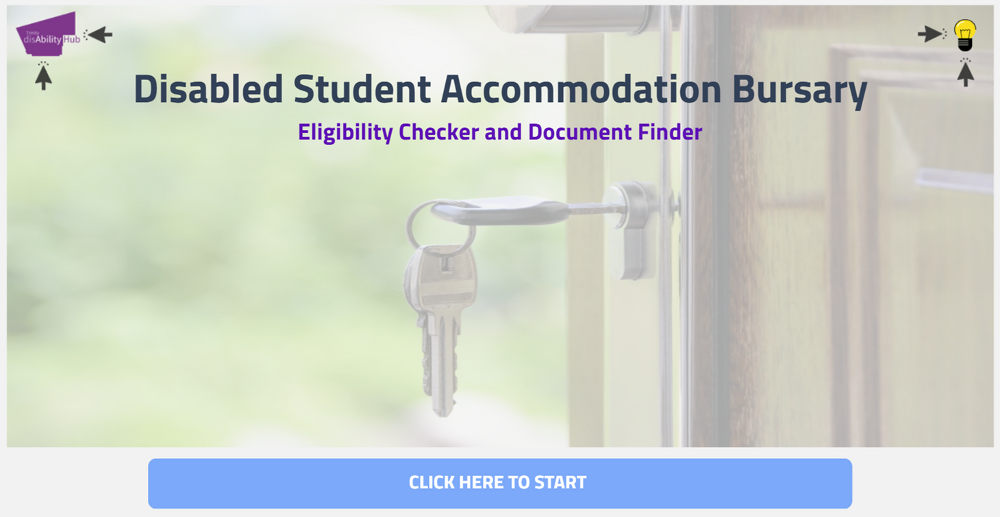 Trinity
disAbility Hub
Disabled Student Accommodation Bursary
Eligibility Checker and Document Finder
CLICK HERE TO START